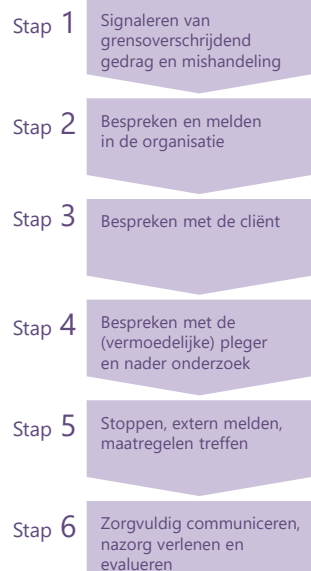 Stap 1
Signaleren van
grensoverschrijdend
gedrag en mishandeling
Stap 2
Bespreken en melden
in de organisatie
Stap 3
Bespreken met de cliënt
Stap 4
Bespreken met de
(vermoedelijke) pleger
en nader onderzoek
Stap 5
Stoppen, extern melden,
maatregelen treffen
Stap 6
Zorgvuldig communiceren,
nazorg verlenen en
evalueren